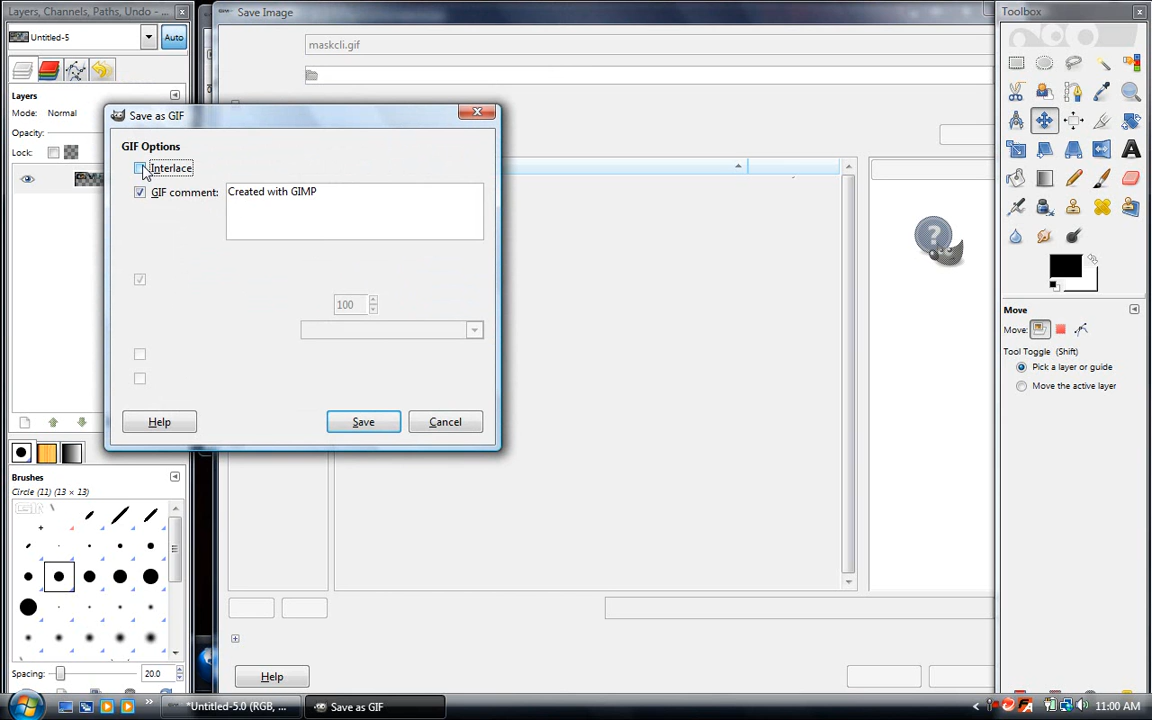 Layers, Channels, Paths, Undo -
Save Image
Toolbox
Untitled-5
Auto
maskcli.gif
Layers
Mode: Normal
Opacity:
Lock:
Save as GIF
GIF Options
Interlace
GIF comment:
Created with GIMP
100
Help
Save
Cancel
Move
Move:
Tool Toggle (Shift)
Pick a layer or guide
Move the active layer
Brushes
Circle (11) (13 × 13)
Spacing:
20.0
Help
*Untitled-5.0 (RGB, ...
Save as GIF
11:00 AM